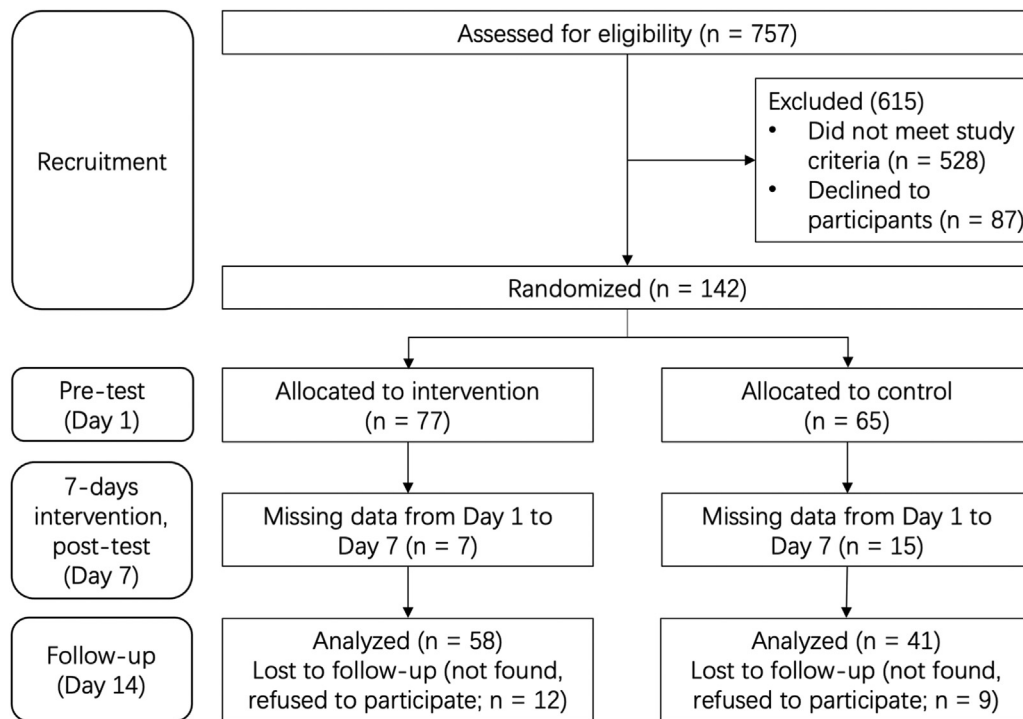 Assessed for eligibility (n = 757)
Excluded (615)
• Did not meet study
criteria (n = 528)
• Declined to
participants (n = 87)
Recruitment
Randomized (n = 142)
Pre-test
(Day 1)
Allocated to intervention
(n = 77)
Allocated to control
(n = 65)
7-days
intervention,
post-test
(Day 7)
Missing data from Day 1 to
Day 7 (n = 7)
Missing data from Day 1 to
Day 7 (n = 15)
Follow-up
(Day 14)
Analyzed (n = 58)
Lost to follow-up (not found,
refused to participate; n = 12)
Analyzed (n = 41)
Lost to follow-up (not found,
refused to participate; n = 9)